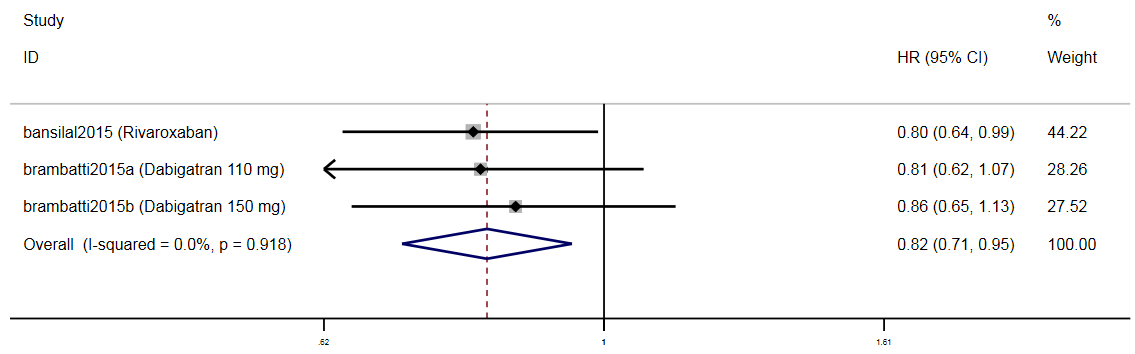 Study %
ID HR (95% CI) Weight
bansilal2015 (Rivaroxaban) 0.80 (0.64, 0.99) 44.22
brambatti2015a (Dabigatran 110 mg) 0.81 (0.62, 1.07) 28.26
brambatti2015b (Dabigatran 150 mg) 0.86 (0.65, 1.13) 27.52
Overall (I-squared = 0.0%, p = 0.918) 0.82 (0.71, 0.95) 100.00
.62 1 1.61